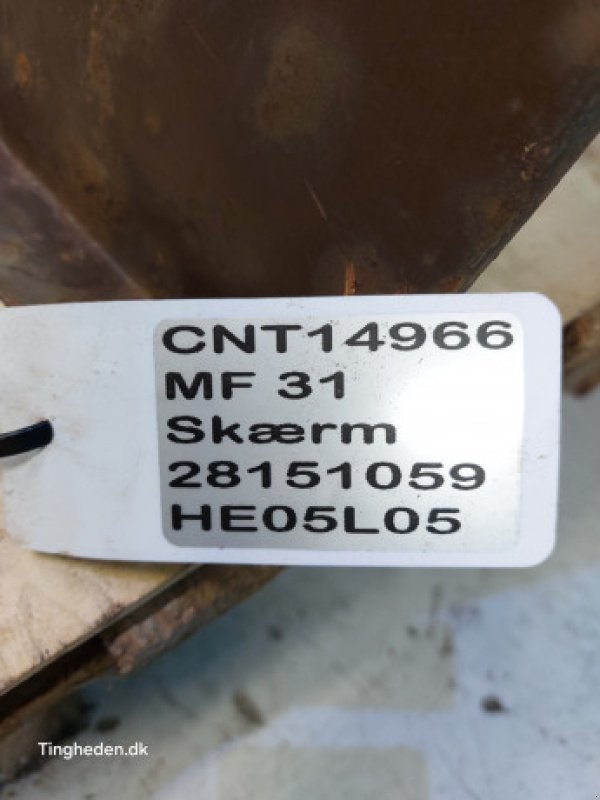 CNT14966
MF 31
Skærm
28151059
HE05L05
Tingheden.dk